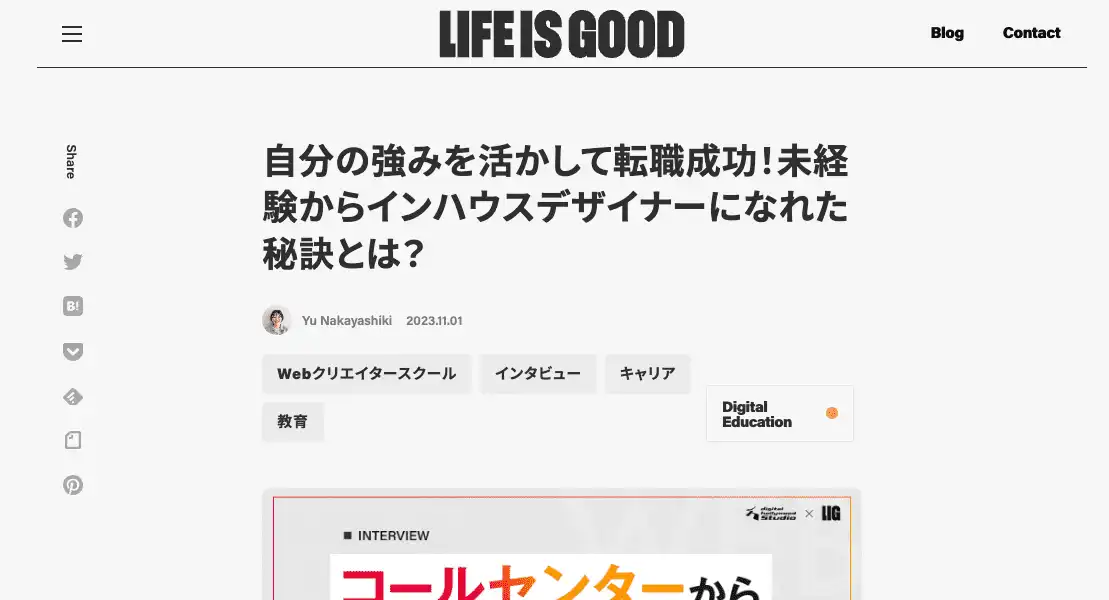 LIFE IS GOOD
Blog
Contact
Share
自分の強みを活かして転職成功！未経
験からインハウスデザイナーになれた
秘訣とは？
Yu Nakayashiki 2023.11.01
Webクリエイタースクール
インタビュー
キャリア
教育
Digital
Education
B!
digital
hollywood
Studio × LIG
■ INTERVIEW
コールセンターから